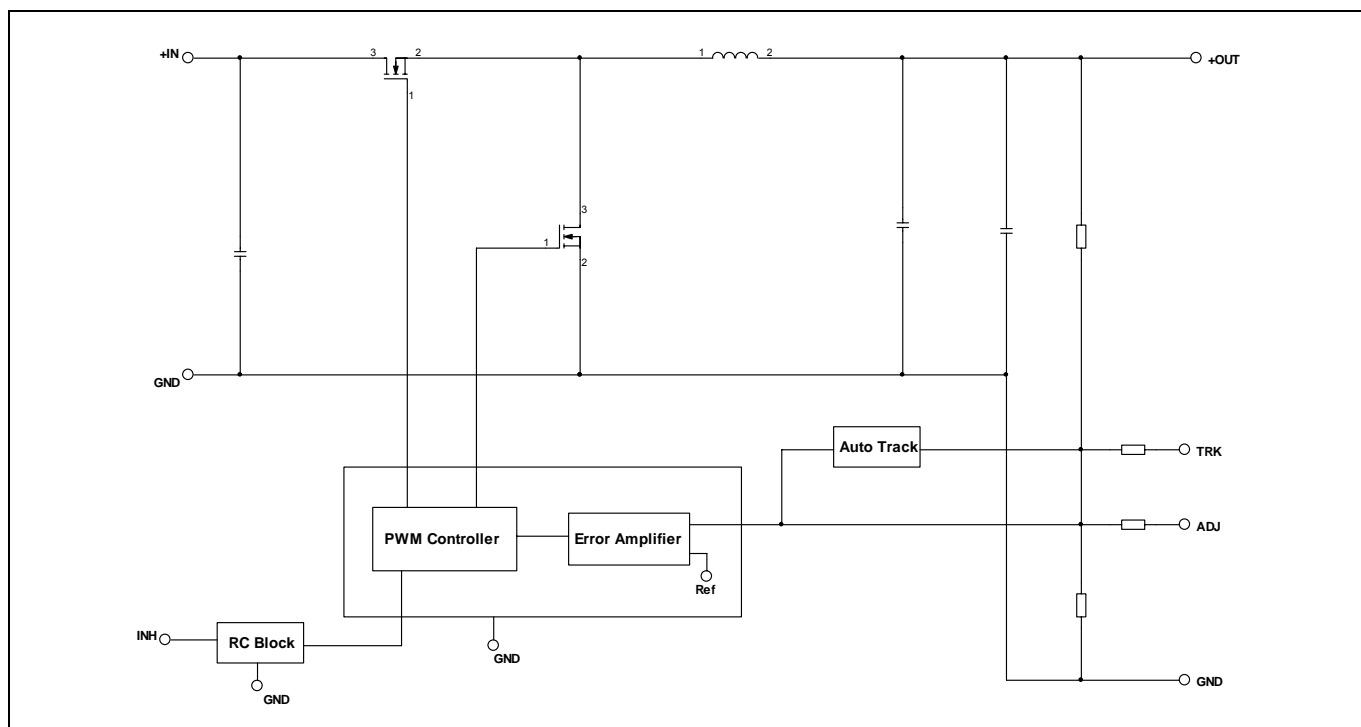 +IN
3
2
1
1
2
+OUT
3
1
2
GND
Auto Track
TRK
PWM Controller
Error Amplifier
ADJ
Ref
INH
RC Block
GND
GND
GND